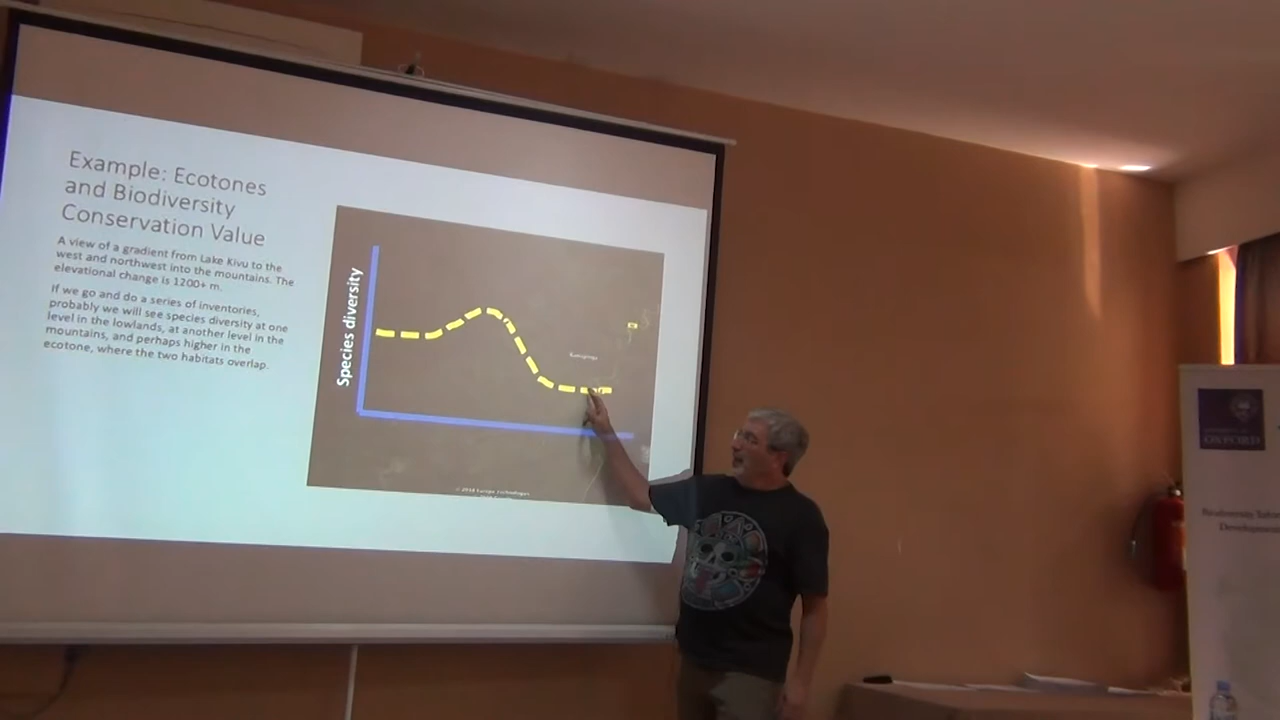 Example: Ecotones
and Biodiversity
Conservation Value
A view of a gradient from Lake Kivu to the
west and northwest into the mountains. The
elevational change is 1200+ m.
If we go and do a series of inventories,
probably we will see species diversity at one
level in the lowlands, at another level in the
mountains, and perhaps higher in the
ecotone, where the two habitats overlap.
Species diversity
OXFORD
Development